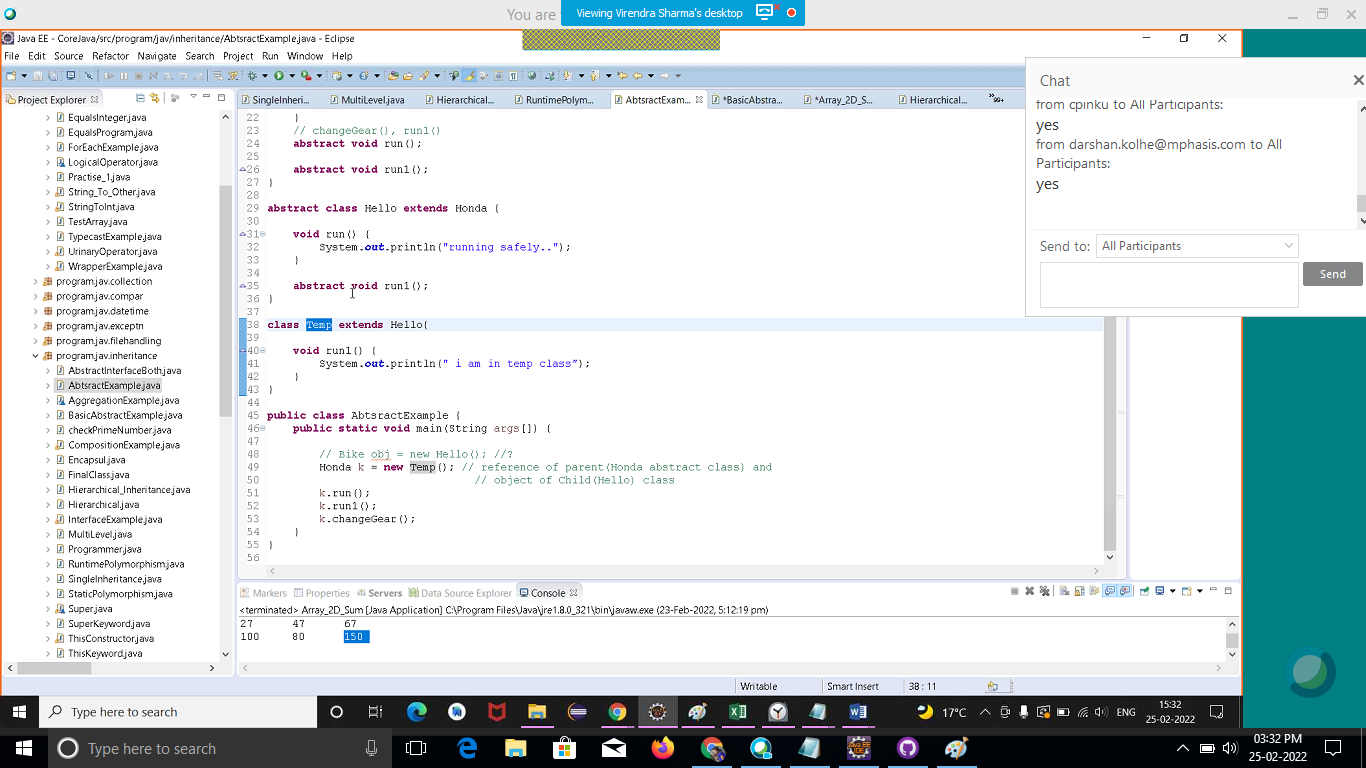 You are
Viewing Virendra Sharma's desktop
Java EE - CoreJava/src/program/jav/inheritance/AbtsractExample.java - Eclipse
File Edit Source Refactor Navigate Search Project Run Window Help
Project Explorer
SingleInheri... MultiLevel.java Hierarchical... RuntimePolym... AbtsractExam... *BasicAbstra... *Array_2D_S... Hierarchical...
EqualsInteger.java
EqualsProgram.java
ForEachExample.java
LogicalOperator.java
Practise_1.java
String_To_Other.java
StringToInt.java
TestArray.java
TypecastExample.java
UrinaryOperator.java
WrapperExample.java
program.jav.collection
program.jav.compar
program.jav.datetime
program.jav.exceptn
program.jav.filehandling
program.jav.inheritance
AbstractInterfaceBoth.java
AbtsractExample.java
AggregationExample.java
BasicAbstractExample.java
checkPrimeNumber.java
CompositionExample.java
Encapsul.java
FinalClass.java
Hierarchical_Inheritance.java
Hierarchical.java
InterfaceExample.java
MultiLevel.java
Programmer.java
RuntimePolymorphism.java
SingleInheritance.java
StaticPolymorphism.java
Super.java
SuperKeyword.java
ThisConstructor.java
ThisKeyword.java
22 }
23 // changeGear(), run1()
24 abstract void run();
25
26 abstract void run1();
27 }
28
29 abstract class Hello extends Honda {
30
31 void run() {
32 System.out.println("running safely..");
33 }
34
35 abstract void run1();
36 }
37
38 class Temp extends Hello{
39
40 void run1() {
41 System.out.println(" i am in temp class");
42 }
43 }
44
45 public class AbtsractExample {
46 public static void main(String args[]) {
47
48 // Bike obj = new Hello(); //?
49 Honda k = new Temp(); // reference of parent(Honda abstract class) and
50 // object of Child(Hello) class
51 k.run();
52 k.run1();
53 k.changeGear();
54 }
55 }
56
Markers Properties Servers Data Source Explorer Console
<terminated> Array_2D_Sum [Java Application] C:\Program Files\Java\jre1.8.0_321\bin\javaw.exe (23-Feb-2022, 5:12:19 pm)
27 47 67
100 80 150
Writable Smart Insert 38 : 11
Chat
from cpinku to All Participants:
yes
from darshan.kolhe@mphasis.com to All
Participants:
yes
Send to: All Participants
Send
Type here to search
17°C ENG 15:32
25-02-2022
Type here to search
03:32 PM
25-02-2022